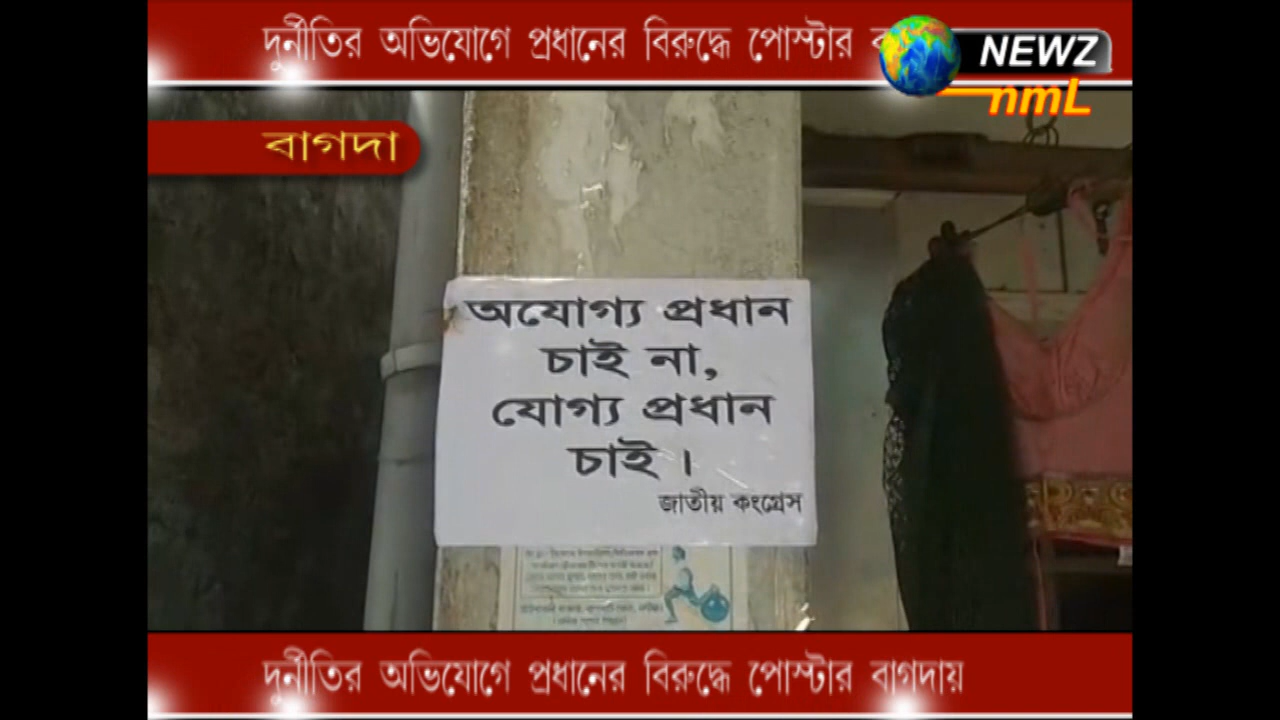 দুর্নীতির অভিযোগে প্রধানের বিরুদ্ধে পোস্টার
NEWZ
nmL
বাগদা
অযোগ্য প্রধান
চাই না,
যোগ্য প্রধান
চাই।
জাতীয় কংগ্রেস
দুর্নীতির অভিযোগে প্রধানের বিরুদ্ধে পোস্টার বাগদায়